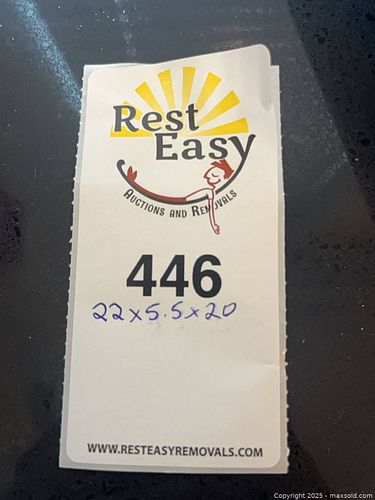 Rest
Easy
AUCTIONS AND REMOVALS
446
22x5.5x20
WWW.RESTEASYREMOVALS.COM
Copyright 2025 - maxsold.com